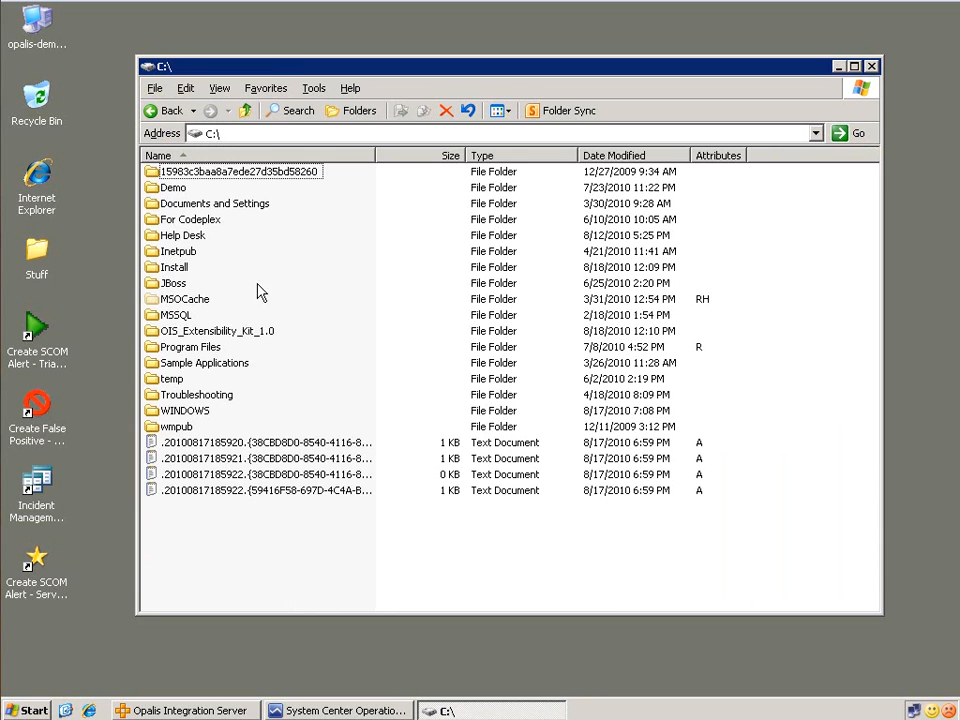 opalis-dem...
Recycle Bin
Internet
Explorer
Stuff
Create SCOM
Alert - Tria...
Create False
Positive - ...
Incident
Managem...
Create SCOM
Alert - Serv...
C:\
File Edit View Favorites Tools Help
Back Search Folders Folder Sync
Address C:\ Go
Name Size Type Date Modified Attributes
15983c3baa8a7ede27d35bd58260 File Folder 12/27/2009 9:34 AM
Demo File Folder 7/23/2010 11:22 PM
Documents and Settings File Folder 3/30/2010 9:28 AM
For Codeplex File Folder 6/10/2010 10:05 AM
Help Desk File Folder 8/12/2010 5:25 PM
Inetpub File Folder 4/21/2010 11:41 AM
Install File Folder 8/18/2010 12:09 PM
JBoss File Folder 6/25/2010 2:20 PM
MSOCache File Folder 3/31/2010 12:54 PM RH
MSSQL File Folder 2/18/2010 1:54 PM
OIS_Extensibility_Kit_1.0 File Folder 8/18/2010 12:10 PM
Program Files File Folder 7/8/2010 4:52 PM R
Sample Applications File Folder 3/26/2010 11:28 AM
temp File Folder 6/2/2010 2:19 PM
Troubleshooting File Folder 4/18/2010 8:09 PM
WINDOWS File Folder 8/17/2010 7:08 PM
wmpub File Folder 12/11/2009 3:12 PM
.20100817185920.{38CBD8D0-8540-4116-8... 1 KB Text Document 8/17/2010 6:59 PM A
.20100817185921.{38CBD8D0-8540-4116-8... 1 KB Text Document 8/17/2010 6:59 PM A
.20100817185922.{38CBD8D0-8540-4116-8... 0 KB Text Document 8/17/2010 6:59 PM A
.20100817185922.{59416F58-697D-4C4A-B... 1 KB Text Document 8/17/2010 6:59 PM A
Start Opalis Integration Server System Center Operatio... C:\